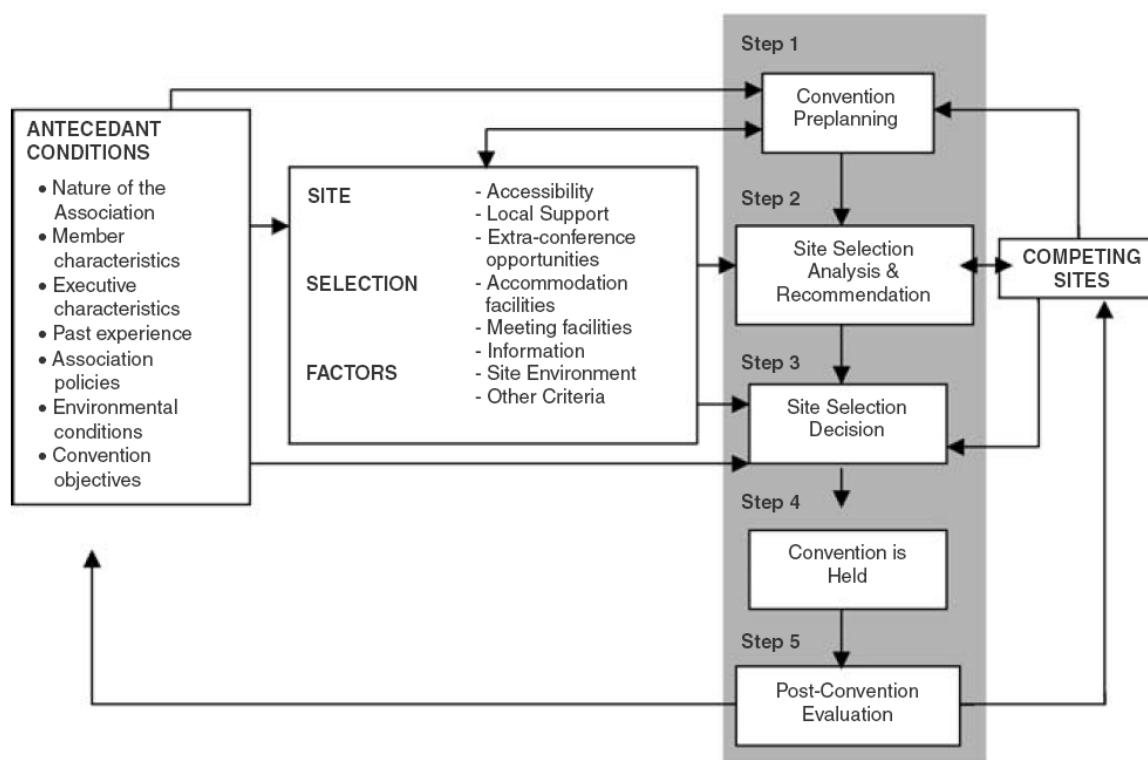 ANTECEDANT
CONDITIONS
• Nature of the
Association
• Member
characteristics
• Executive
characteristics
• Past experience
• Association
policies
• Environmental
conditions
• Convention
objectives
SITE
SELECTION
FACTORS
- Accessibility
- Local Support
- Extra-conference
opportunities
- Accommodation
facilities
- Meeting facilities
- Information
- Site Environment
- Other Criteria
Step 1
Convention
Preplanning
Step 2
Site Selection
Analysis &
Recommendation
Step 3
Site Selection
Decision
Step 4
Convention is
Held
Step 5
Post-Convention
Evaluation
COMPETING
SITES